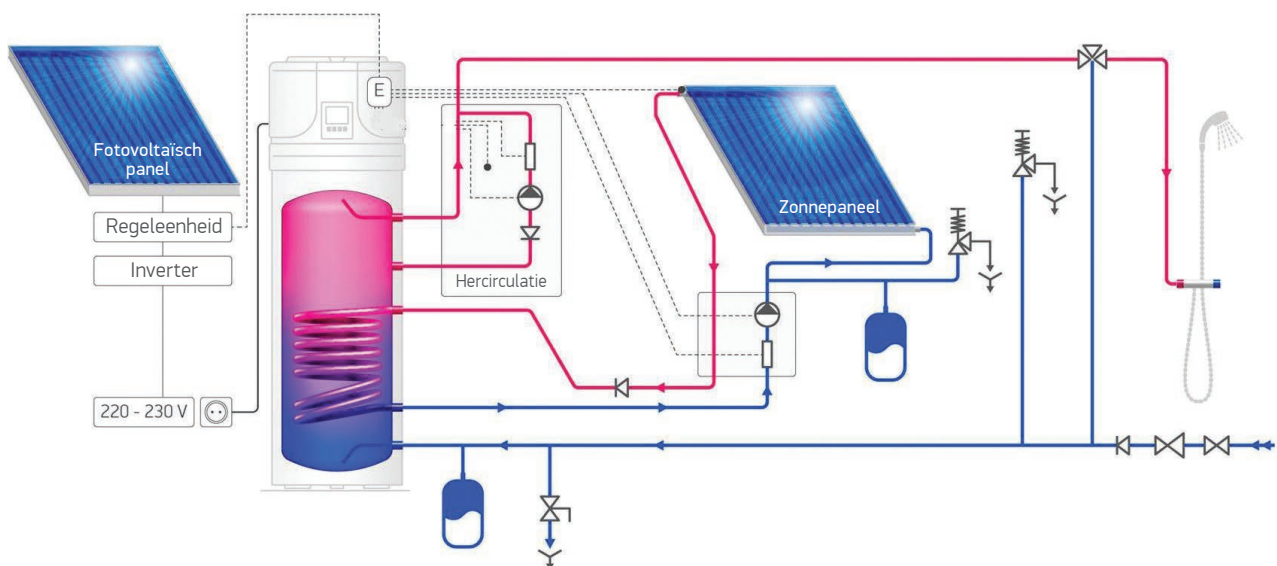 Fotovoltaïsch
panel
Regeleenheid
Inverter
220 - 230 V
E
Hercirculatie
Zonnepaneel